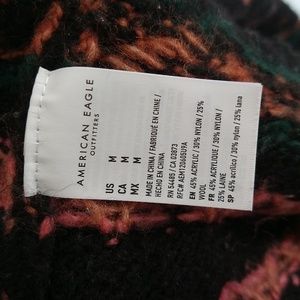 AMERICAN EAGLE
OUTFITTERS
US M
CA M
MX M
MADE IN CHINA / FABRIQUÉ EN CHINE /
HECHO EN CHINA
RN 54485 / CA 03873
RFC# AEM120605U9A
EN 45% ACRYLIC / 30% NYLON / 25%
WOOL
FR 45% ACRYLIQUE / 30% NYLON /
25% LAINE
SP 45% acrílico / 30% nylon / 25% lana